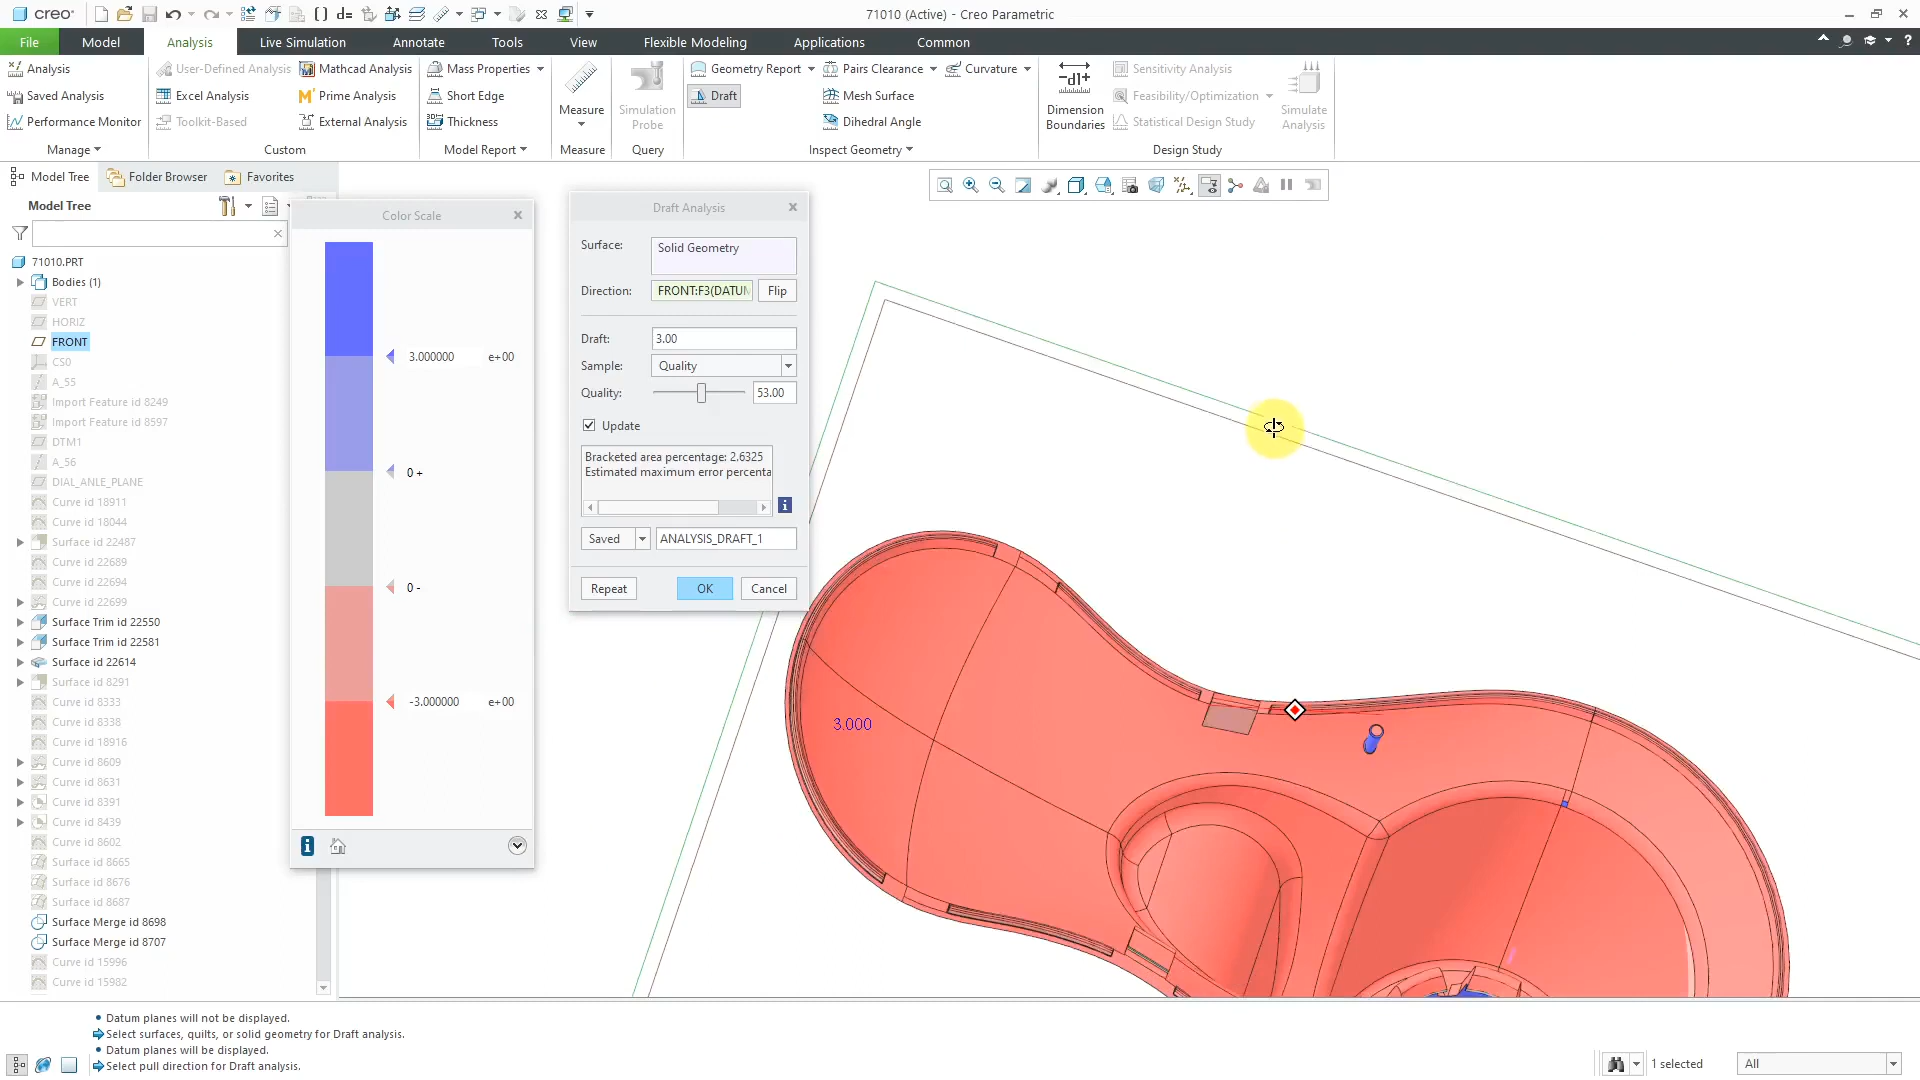 creo
d=
71010 (Active) - Creo Parametric
File
Model
Analysis
Live Simulation
Annotate
Tools
View
Flexible Modeling
Applications
Common
Analysis
User-Defined Analysis
Mathcad Analysis
Mass Properties
Geometry Report
Pairs Clearance
Curvature
Sensitivity Analysis
Saved Analysis
Excel Analysis
Prime Analysis
Short Edge
Draft
Mesh Surface
Feasibility/Optimization
Performance Monitor
Toolkit-Based
External Analysis
Thickness
Dihedral Angle
Statistical Design Study
Measure
Simulation
Probe
Dimension
Boundaries
Simulate
Analysis
Manage
Custom
Model Report
Measure
Query
Inspect Geometry
Design Study
Model Tree
Folder Browser
Favorites
Model Tree
71010.PRT
Bodies (1)
VERT
HORIZ
FRONT
CS0
A_55
Import Feature id 8249
Import Feature id 8597
DTM1
A_56
DIAL_ANLE_PLANE
Curve id 18911
Curve id 18044
Surface id 22487
Curve id 22689
Curve id 22694
Curve id 22699
Surface Trim id 22550
Surface Trim id 22581
Surface id 22614
Surface id 8291
Curve id 8333
Curve id 8338
Curve id 18916
Curve id 8609
Curve id 8631
Curve id 8391
Curve id 8439
Curve id 8602
Surface id 8665
Surface id 8676
Surface id 8687
Surface Merge id 8698
Surface Merge id 8707
Curve id 15996
Curve id 15982
Color Scale
3.000000 e+00
0 +
0 -
-3.000000 e+00
Draft Analysis
Surface: Solid Geometry
Direction: FRONT:F3(DATUM Flip
Draft: 3.00
Sample: Quality
Quality: 53.00
Update
Bracketed area percentage: 2.6325
Estimated maximum error percenta
Saved ANALYSIS_DRAFT_1
Repeat OK Cancel
3.000
Datum planes will not be displayed.
Select surfaces, quilts, or solid geometry for Draft analysis.
Datum planes will be displayed.
Select pull direction for Draft analysis.
1 selected
All